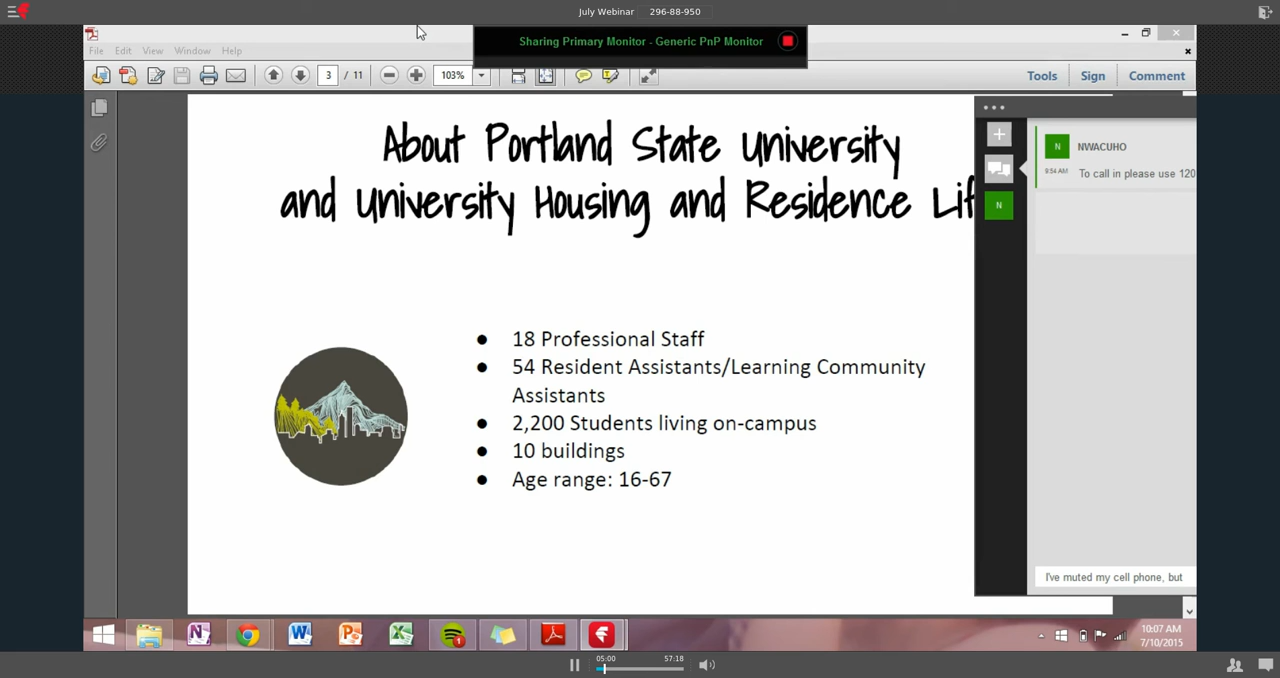 July Webinar 296-88-950
Sharing Primary Monitor - Generic PnP Monitor
File Edit View Window Help
3 / 11 103%
Tools Sign Comment
About Portland State University
and University Housing and Residence Lif
N NWACUHO
9:54 AM To call in please use 120
N
● 18 Professional Staff
● 54 Resident Assistants/Learning Community
Assistants
● 2,200 Students living on-campus
● 10 buildings
● Age range: 16-67
I've muted my cell phone, but
10:07 AM
7/10/2015
05:00 57:18